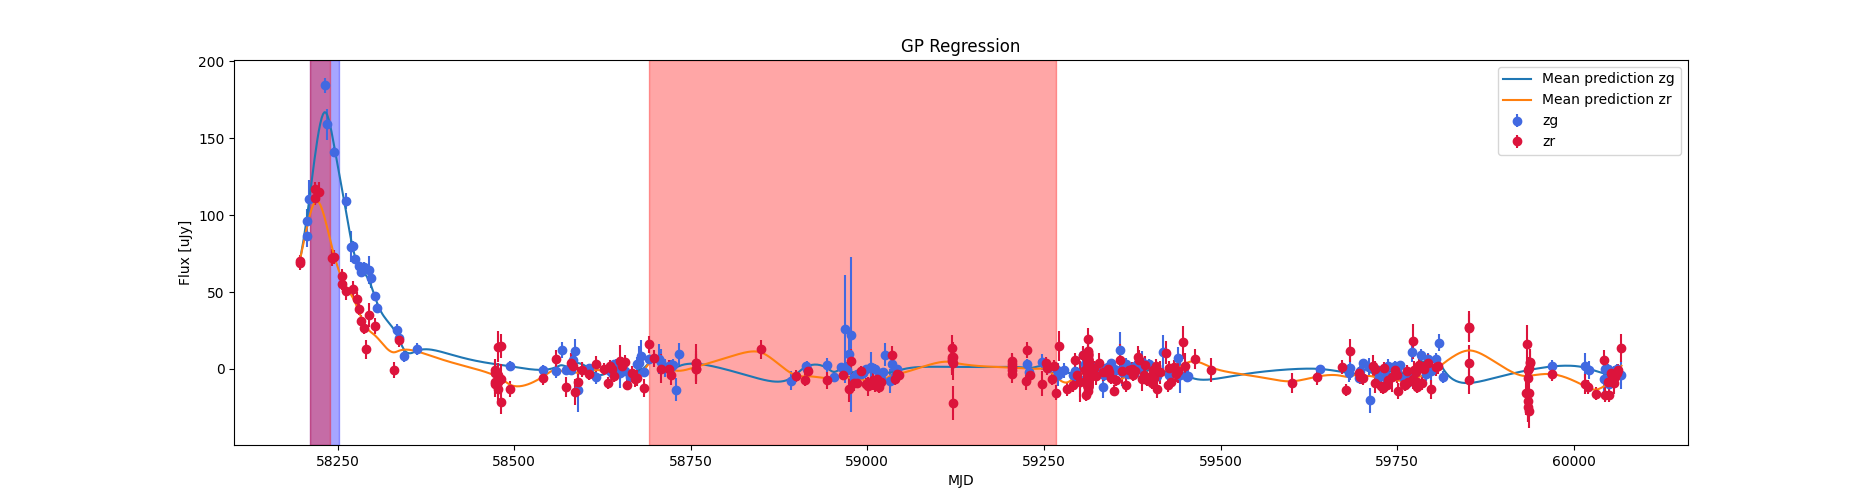 GP Regression
Flux [uJy]
200
150
100
50
0
58250
58500
58750
59000
59250
59500
59750
60000
MJD
Mean prediction zg
Mean prediction zr
zg
zr